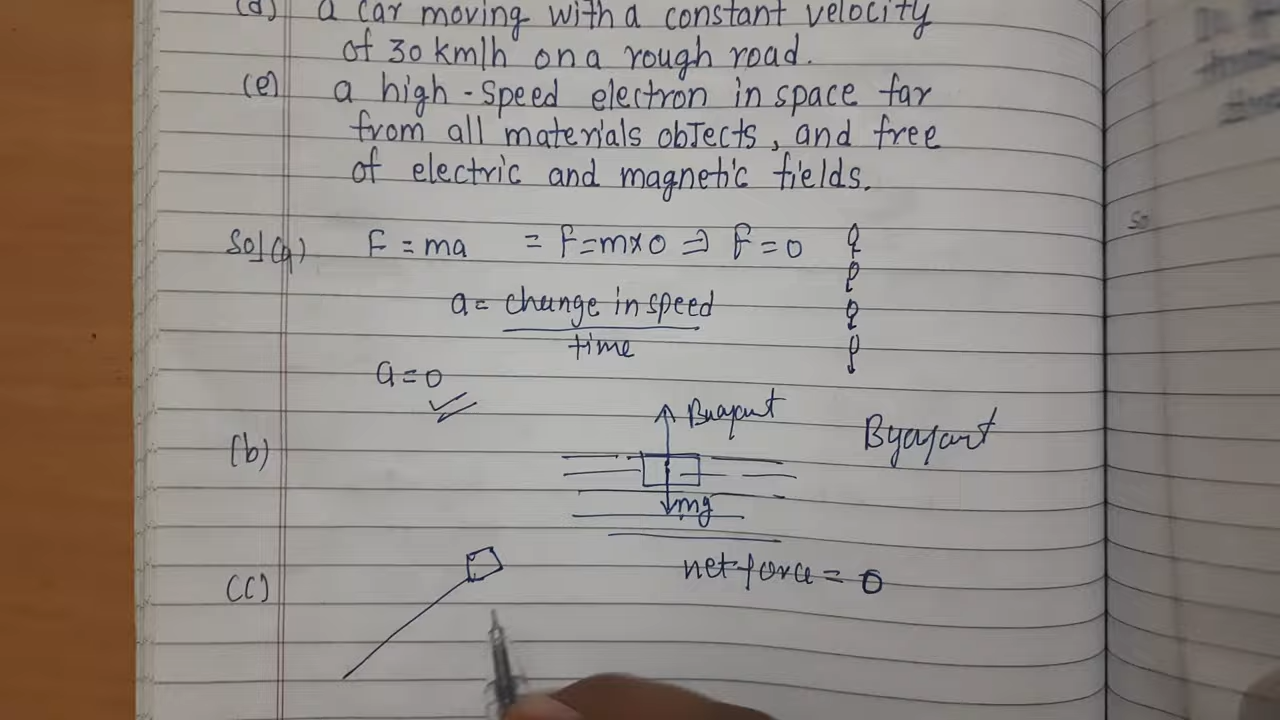 (d) a car moving with a constant velocity
of 30 km/h on a rough road.
(e) a high-speed electron in space far
from all materials objects, and free
of electric and magnetic fields.
Sol(a) F = ma = F=m×0 ⇒ F=0
a= change in speed
time
a=0
(b)
mg
net force = 0
(c)